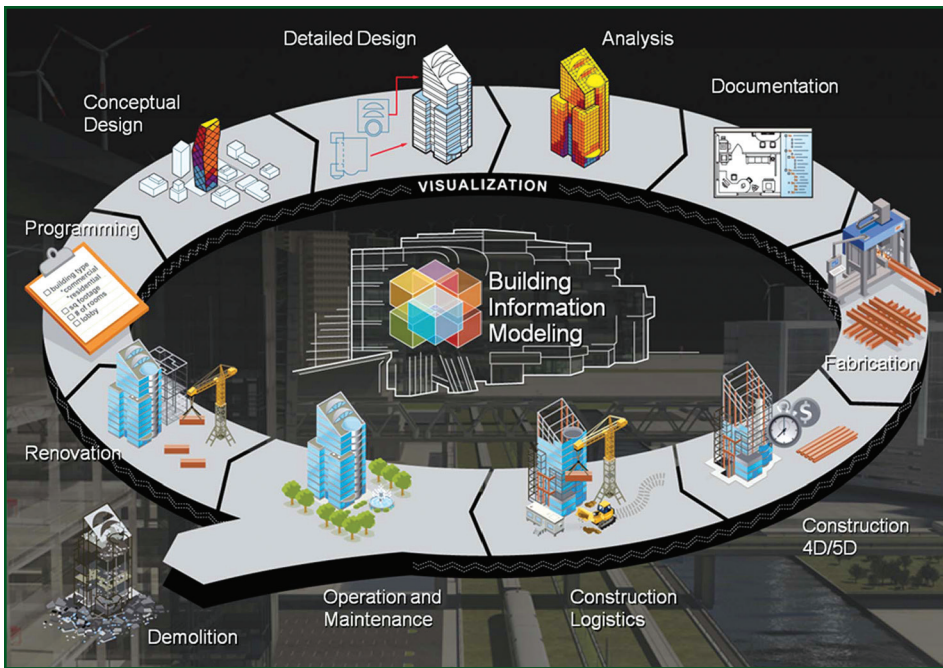 Detailed Design
Analysis
Conceptual
Design
Documentation
VISUALIZATION
Programming
building type
*commercial
*residential
sq footage
# of rooms
lobby
Building
Information
Modeling
Fabrication
$
Renovation
Construction
4D/5D
Operation and
Maintenance
Construction
Logistics
Demolition